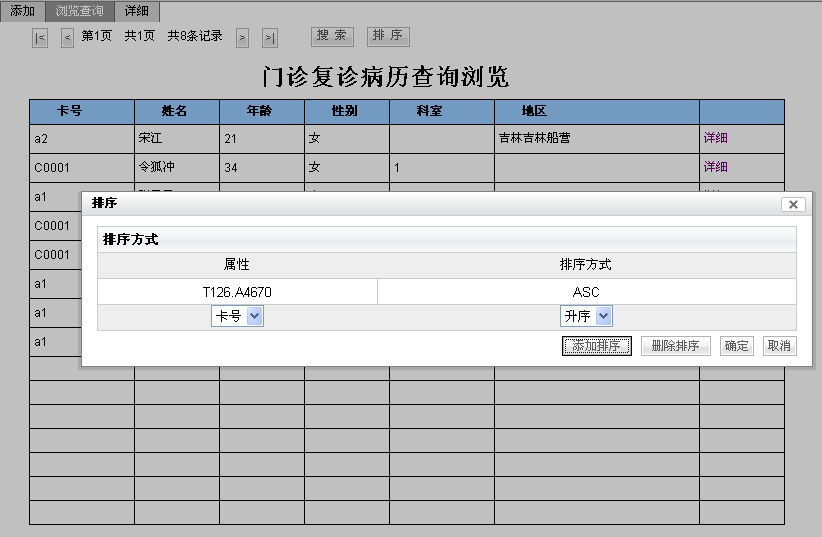 添加 浏览查询 详细
|< < 第1页 共1页 共8条记录 > >| 搜 索 排 序
门诊复诊病历查询浏览
卡号 姓名 年龄 性别 科室 地区
a2 宋江 21 女 吉林吉林船营 详细
C0001 令狐冲 34 女 1 详细
a1
排序
C0001
排序方式
C0001
属性 排序方式
a1
T126.A4670 ASC
a1
卡号 升序
a1
添加排序 删除排序 确定 取消